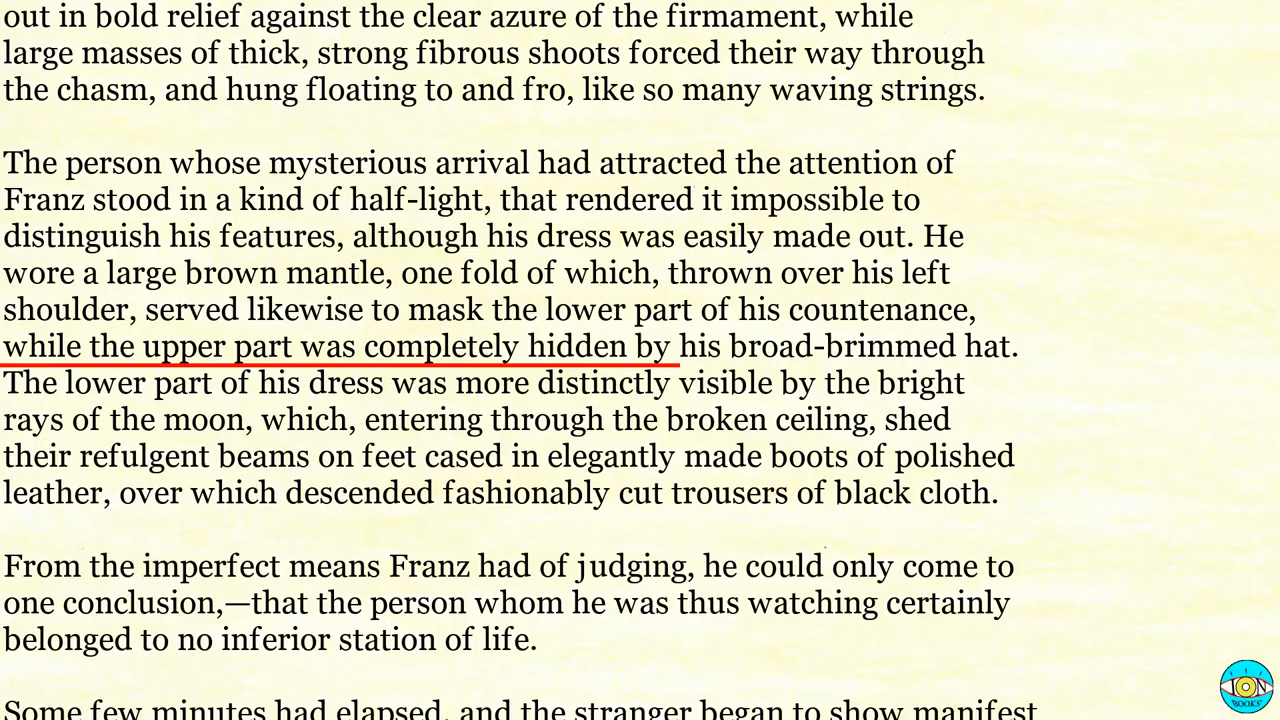 out in bold relief against the clear azure of the firmament, while
large masses of thick, strong fibrous shoots forced their way through
the chasm, and hung floating to and fro, like so many waving strings.
The person whose mysterious arrival had attracted the attention of
Franz stood in a kind of half-light, that rendered it impossible to
distinguish his features, although his dress was easily made out. He
wore a large brown mantle, one fold of which, thrown over his left
shoulder, served likewise to mask the lower part of his countenance,
while the upper part was completely hidden by his broad-brimmed hat.
The lower part of his dress was more distinctly visible by the bright
rays of the moon, which, entering through the broken ceiling, shed
their refulgent beams on feet cased in elegantly made boots of polished
leather, over which descended fashionably cut trousers of black cloth.
From the imperfect means Franz had of judging, he could only come to
one conclusion,—that the person whom he was thus watching certainly
belonged to no inferior station of life.
Some few minutes had elapsed, and the stranger began to show manifest
ION
BOOKS